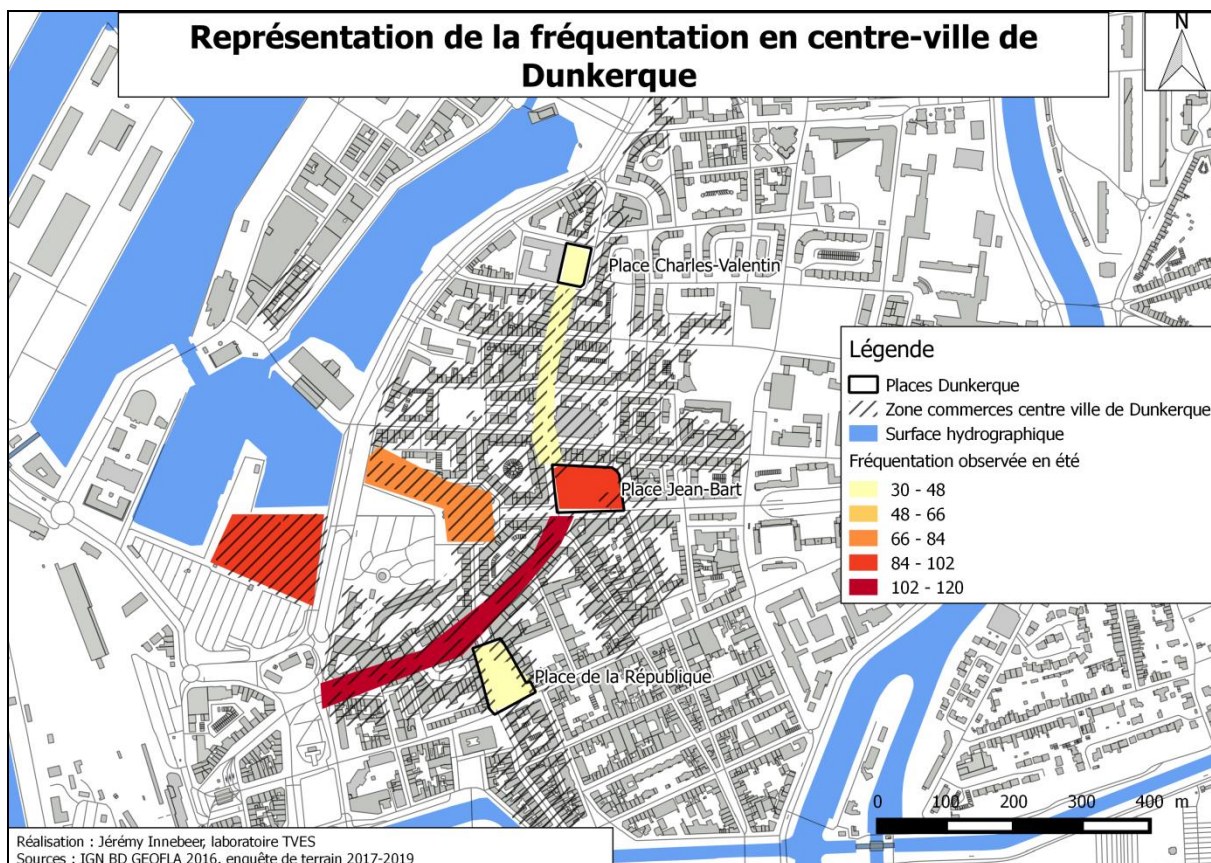 Représentation de la fréquentation en centre-ville de
Dunkerque
N
Place Charles-Valentin
Place Jean-Bart
Place de la République
Légende
Places Dunkerque
Zone commerces centre ville de Dunkerque
Surface hydrographique
Fréquentation observée en été
30 - 48
48 - 66
66 - 84
84 - 102
102 - 120
0 100 200 300 400 m
Réalisation : Jérémy Innebeer, laboratoire TVES
Sources : IGN BD GEOFLA 2016, enquête de terrain 2017-2019